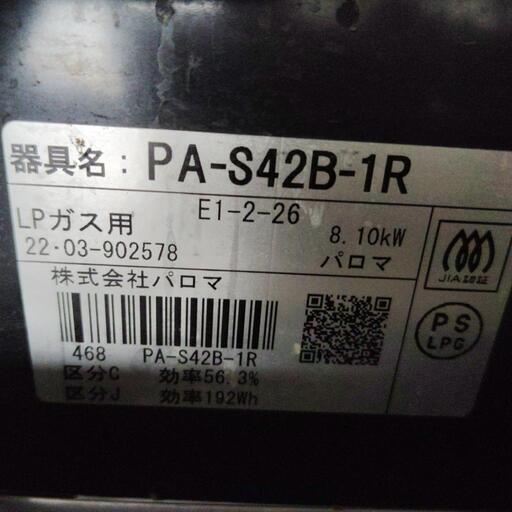 器具名: PA-S42B-1R
LPガス用 E1-2-26 8.10kW
22・03-902578 パロマ
株式会社パロマ
JIA認証
PS
LPG
468 PA-S42B-1R
区分C 効率56.3%
区分J 効率192Wh